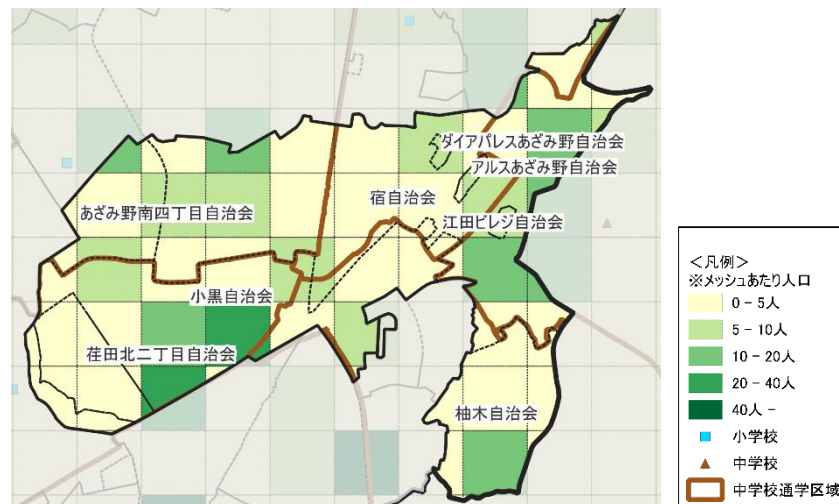 ダイアパレスあざみ野自治会
アルスあざみ野自治会
宿自治会
あざみ野南四丁目自治会
江田ビレジ自治会
小黒自治会
荏田北二丁目自治会
柚木自治会
＜凡例＞
※メッシュあたり人口
0 - 5人
5 - 10人
10 - 20人
20 - 40人
40人 -
小学校
中学校
中学校通学区域